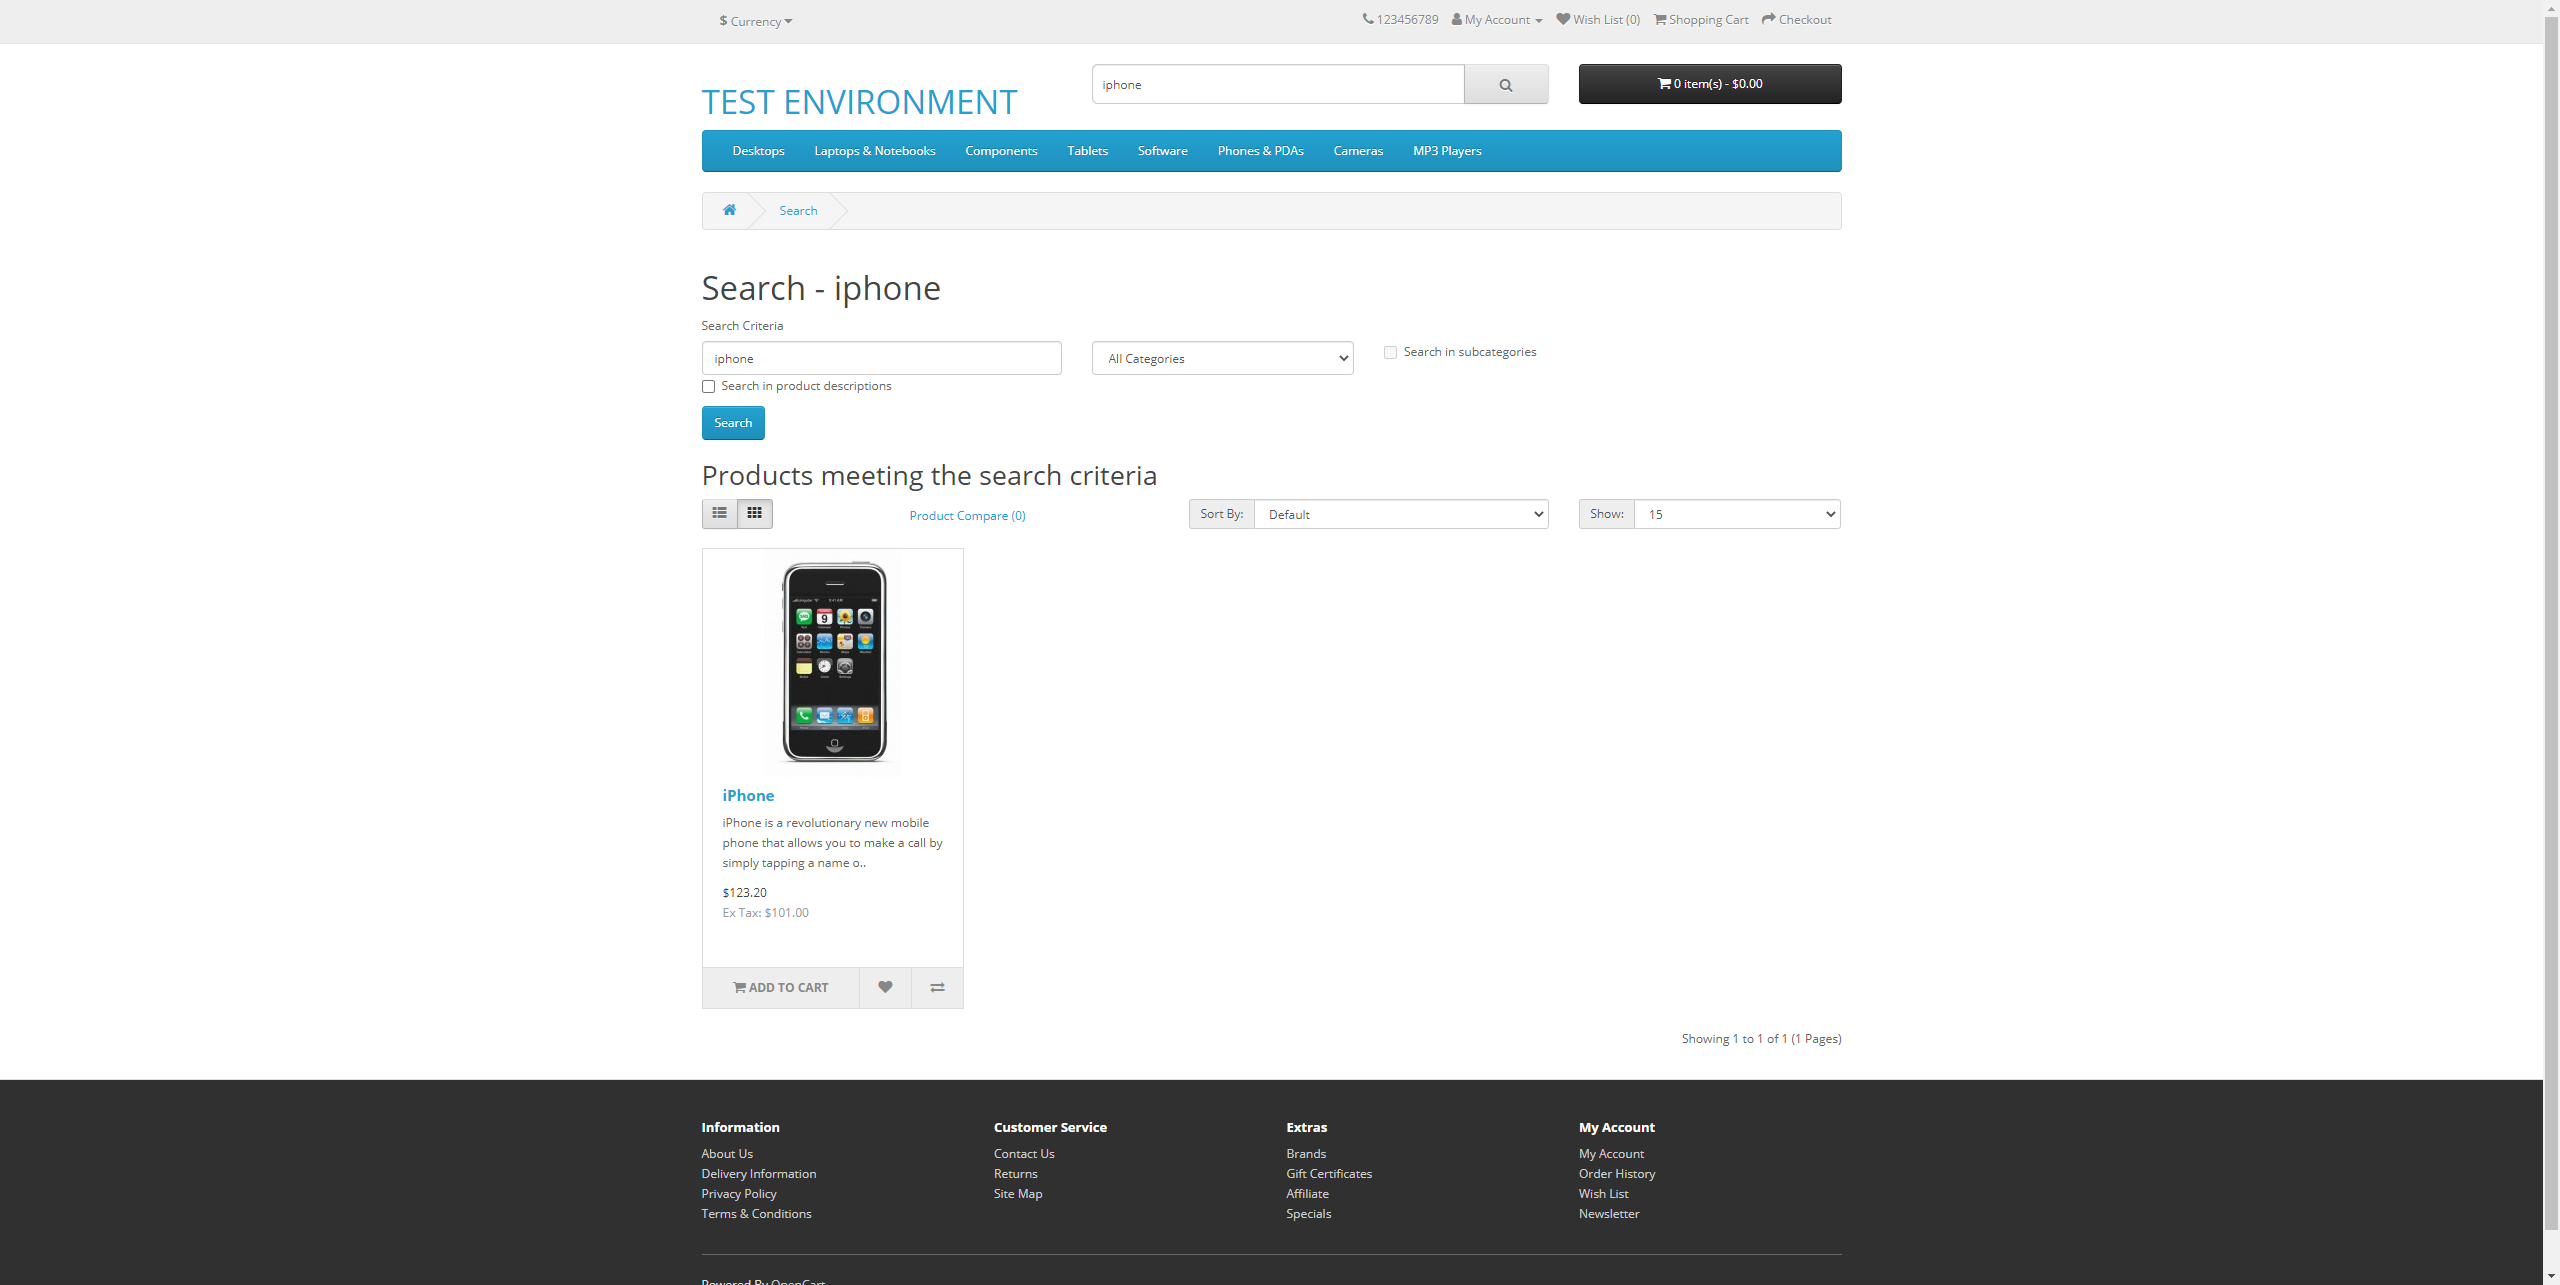 $ Currency
123456789 My Account Wish List (0) Shopping Cart Checkout
TEST ENVIRONMENT
iphone
0 item(s) - $0.00
Desktops Laptops & Notebooks Components Tablets Software Phones & PDAs Cameras MP3 Players
Search
Search - iphone
Search Criteria
iphone
All Categories
Search in subcategories
Search in product descriptions
Search
Products meeting the search criteria
Product Compare (0)
Sort By: Default
Show: 15
iPhone
iPhone is a revolutionary new mobile
phone that allows you to make a call by
simply tapping a name o..
$123.20
Ex Tax: $101.00
ADD TO CART
Showing 1 to 1 of 1 (1 Pages)
Information
About Us
Delivery Information
Privacy Policy
Terms & Conditions
Customer Service
Contact Us
Returns
Site Map
Extras
Brands
Gift Certificates
Affiliate
Specials
My Account
My Account
Order History
Wish List
Newsletter
Powered By OpenCart